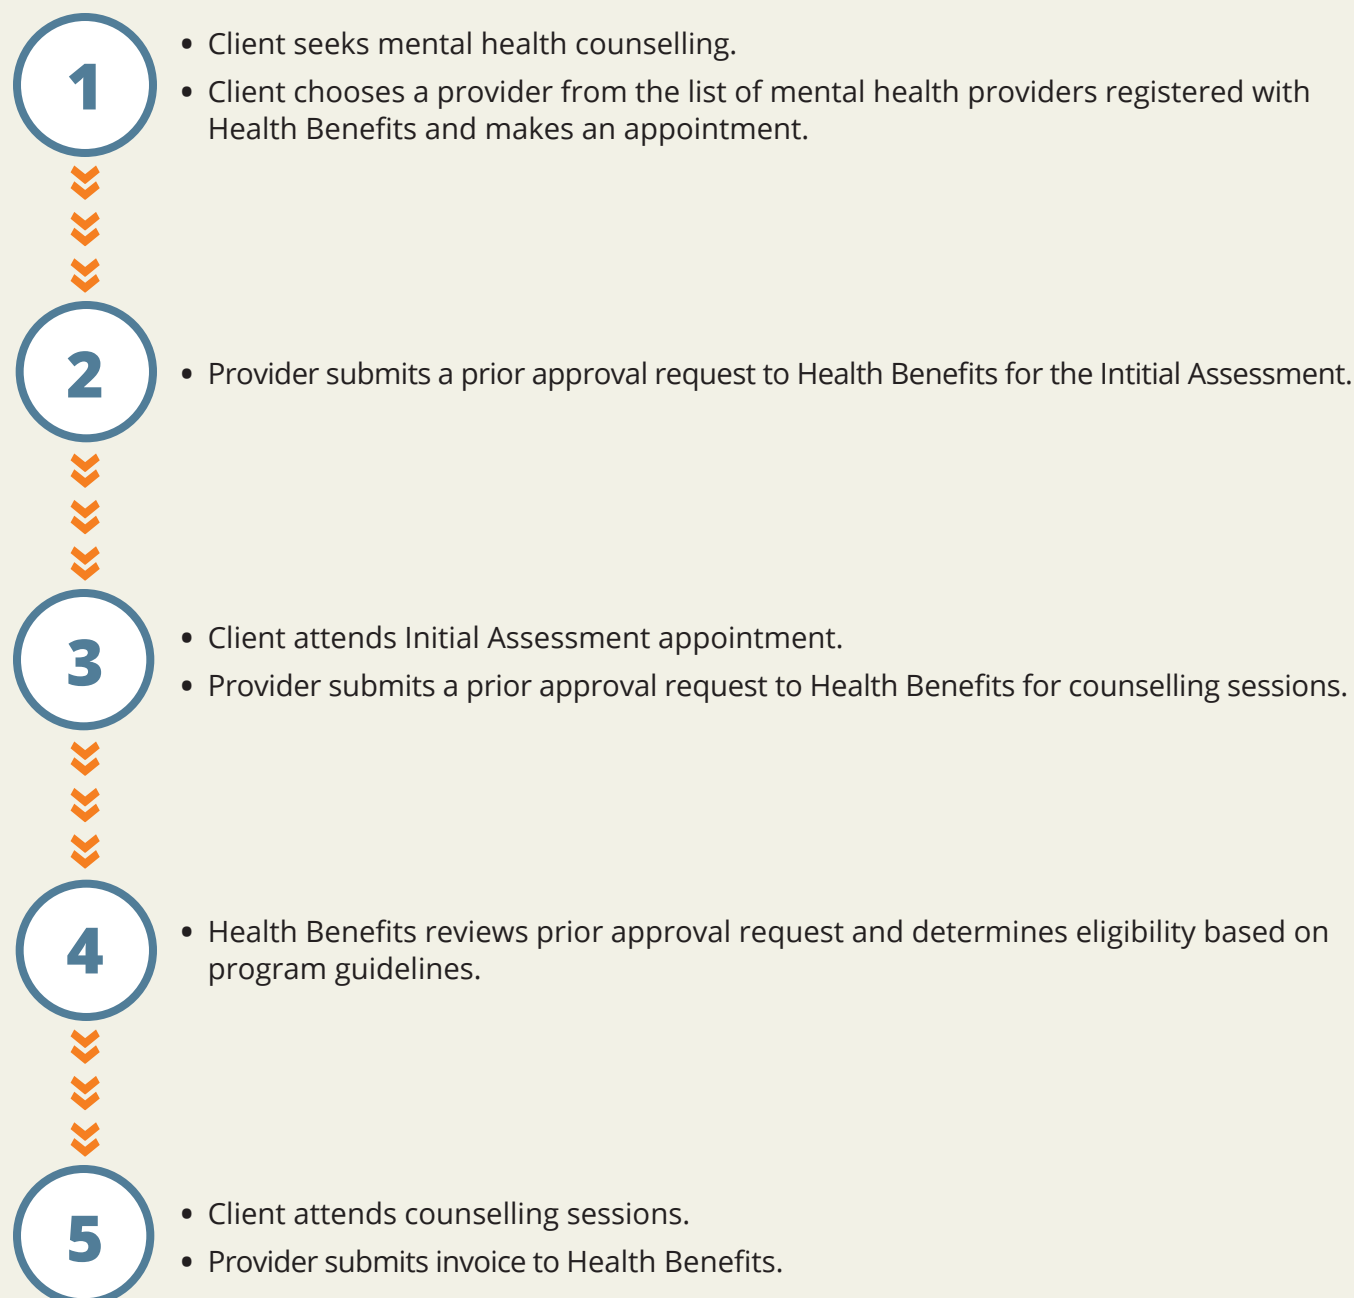 1
• Client seeks mental health counselling.
• Client chooses a provider from the list of mental health providers registered with
Health Benefits and makes an appointment.
2
• Provider submits a prior approval request to Health Benefits for the Intitial Assessment.
3
• Client attends Initial Assessment appointment.
• Provider submits a prior approval request to Health Benefits for counselling sessions.
4
• Health Benefits reviews prior approval request and determines eligibility based on
program guidelines.
5
• Client attends counselling sessions.
• Provider submits invoice to Health Benefits.